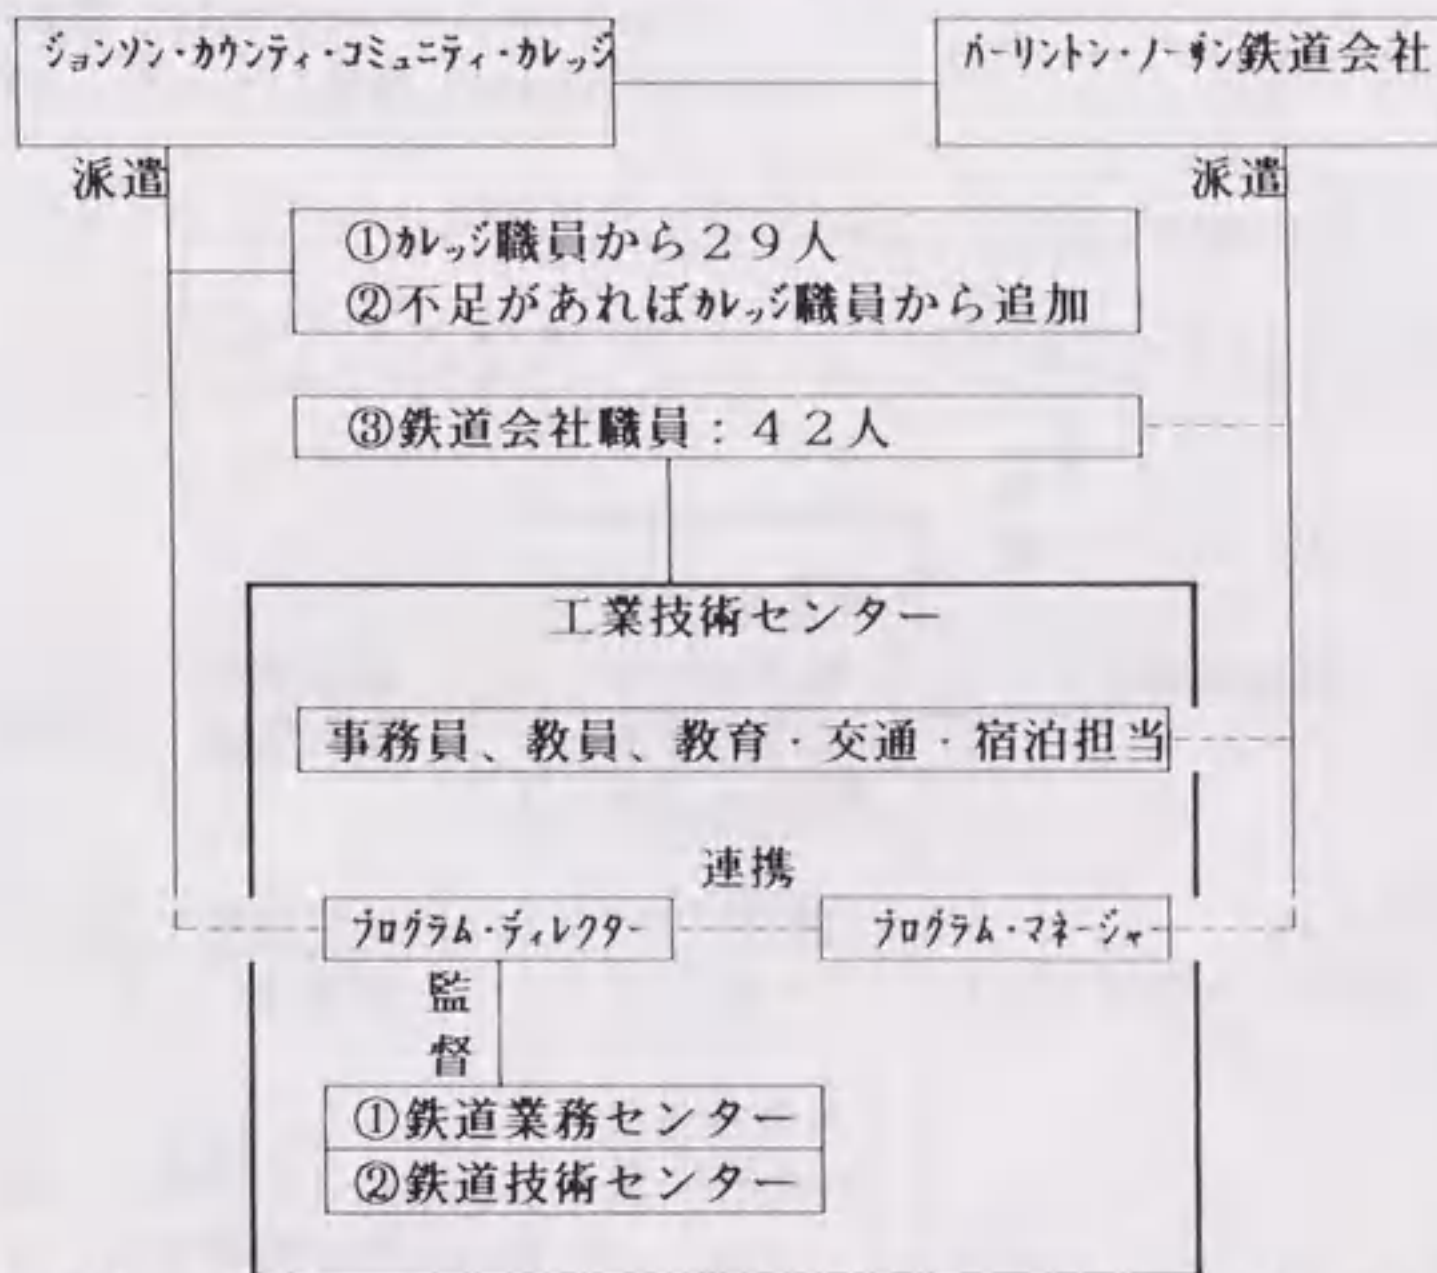 ジョンソン・カウンティ・コミュニティ・カレッジ
バーリントン・ノーザン鉄道会社
派遣
派遣
①カレッジ職員から29人
②不足があればカレッジ職員から追加
③鉄道会社職員：42人
工業技術センター
事務員、教員、教育・交通・宿泊担当
連携
プログラム・ディレクター
プログラム・マネージャー
監督
①鉄道業務センター
②鉄道技術センター